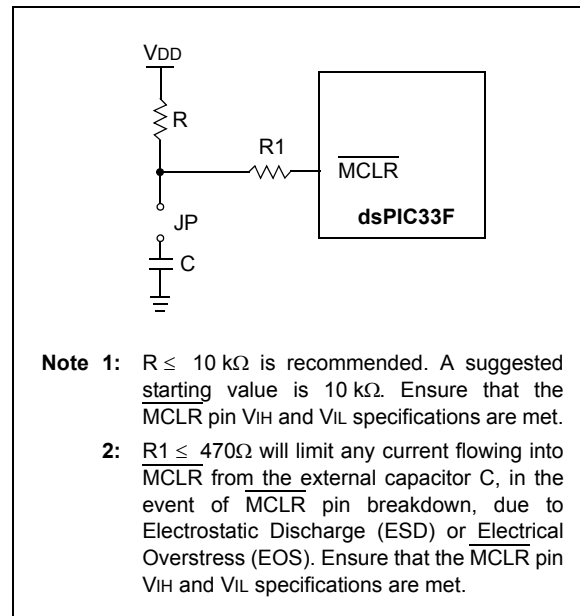 VDD
R
R1
MCLR
dsPIC33F
JP
C
Note 1: R ≤ 10 kΩ is recommended. A suggested
starting value is 10 kΩ. Ensure that the
MCLR pin VIH and VIL specifications are met.
2: R1 ≤ 470Ω will limit any current flowing into
MCLR from the external capacitor C, in the
event of MCLR pin breakdown, due to
Electrostatic Discharge (ESD) or Electrical
Overstress (EOS). Ensure that the MCLR pin
VIH and VIL specifications are met.